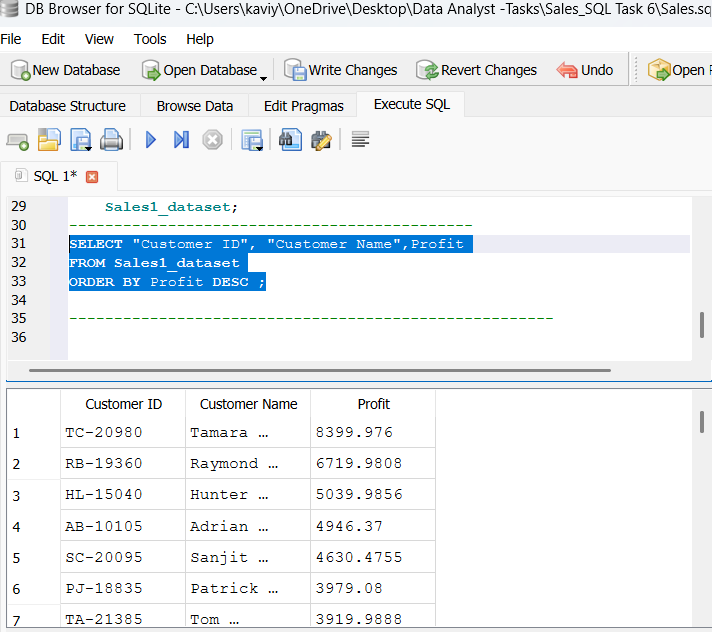 DB Browser for SQLite - C:\Users\kaviy\OneDrive\Desktop\Data Analyst -Tasks\Sales_SQL Task 6\Sales.sq
File Edit View Tools Help
New Database Open Database Write Changes Revert Changes Undo Open P
Database Structure Browse Data Edit Pragmas Execute SQL
SQL 1*
29 Sales1_dataset;
30 ---------------------------------------------
31 SELECT "Customer ID", "Customer Name",Profit
32 FROM Sales1_dataset
33 ORDER BY Profit DESC ;
34
35 ------------------------------------------------------
36
Customer ID Customer Name Profit
1 TC-20980 Tamara ... 8399.976
2 RB-19360 Raymond ... 6719.9808
3 HL-15040 Hunter ... 5039.9856
4 AB-10105 Adrian ... 4946.37
5 SC-20095 Sanjit ... 4630.4755
6 PJ-18835 Patrick ... 3979.08
7 TA-21385 Tom ... 3919.9888